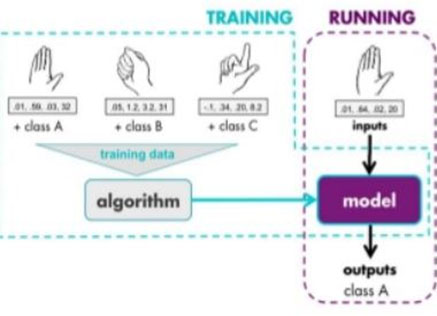 TRAINING
RUNNING
.01, .59, .03, 32
.05, 1.2, 3.2, 31
-.1, .34, .20, 8.2
.01, .64, .02, 20
+ class A
+ class B
+ class C
inputs
training data
algorithm
model
outputs
class A